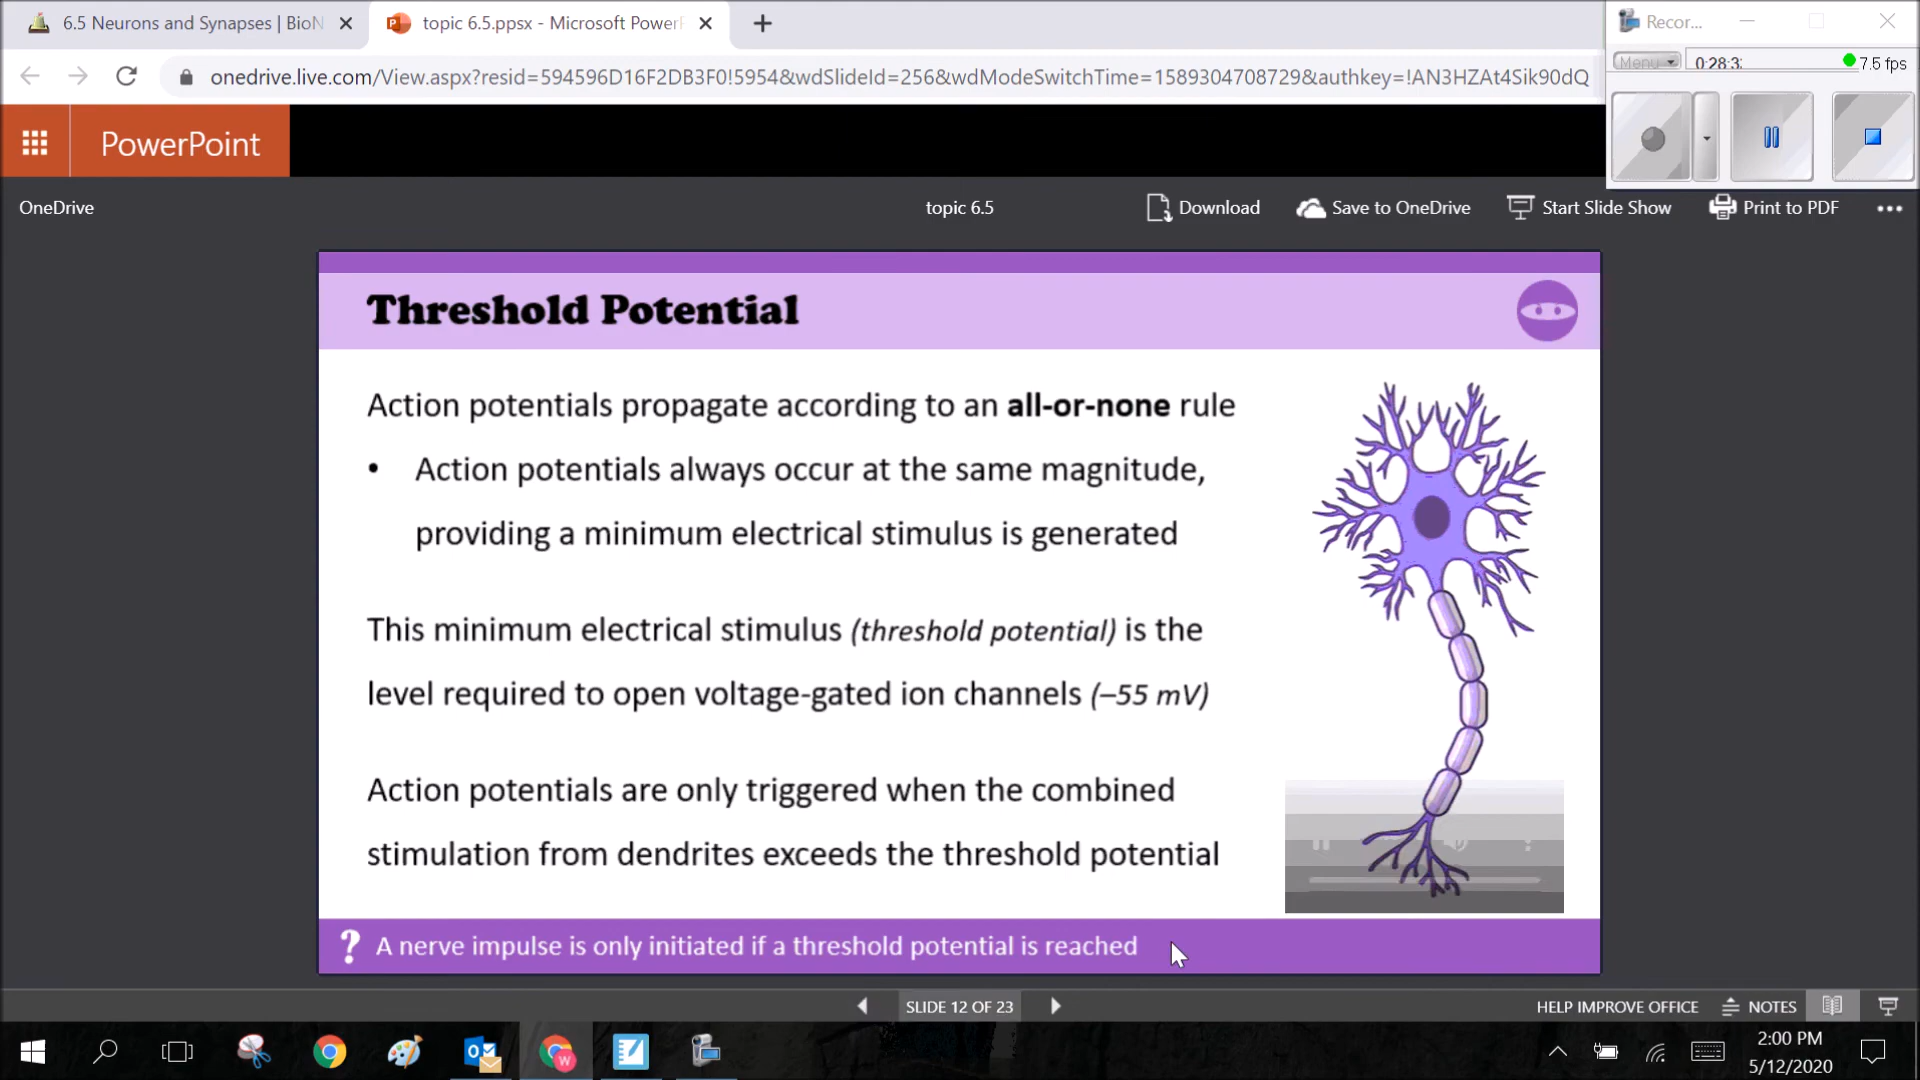 6.5 Neurons and Synapses | BioN
topic 6.5.ppsx - Microsoft PowerP
Recor...
onedrive.live.com/View.aspx?resid=594596D16F2DB3F0!5954&wdSlideId=256&wdModeSwitchTime=1589304708729&authkey=!AN3HZAt4Sik90dQ
Menu
0:28:3
7.5 fps
PowerPoint
OneDrive
topic 6.5
Download
Save to OneDrive
Start Slide Show
Print to PDF
Threshold Potential
Action potentials propagate according to an all-or-none rule
• Action potentials always occur at the same magnitude,
providing a minimum electrical stimulus is generated
This minimum electrical stimulus (threshold potential) is the
level required to open voltage-gated ion channels (–55 mV)
Action potentials are only triggered when the combined
stimulation from dendrites exceeds the threshold potential
? A nerve impulse is only initiated if a threshold potential is reached
SLIDE 12 OF 23
HELP IMPROVE OFFICE
NOTES
2:00 PM
5/12/2020